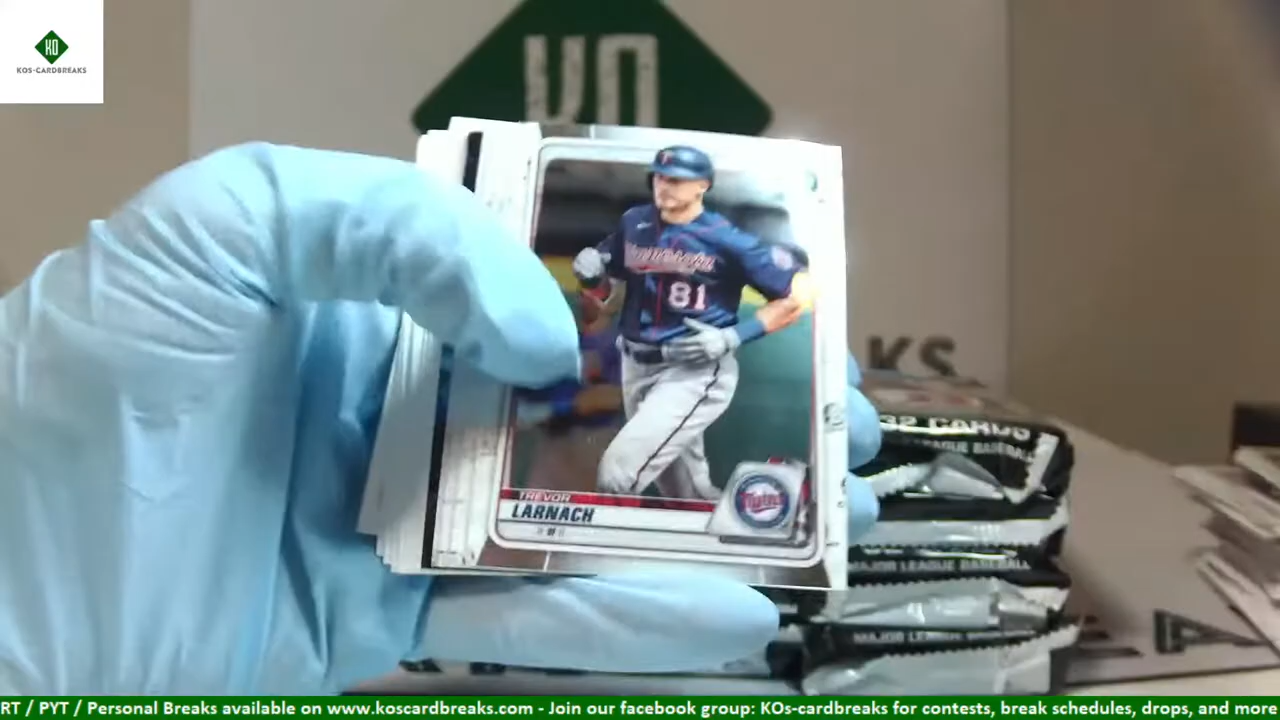 KO
KOS-CARDBREAKS
KO
T
Minnesota
81
TREVOR
LARNACH
OF
Twins
KS
32 CARDS
LEAGUE BASEBALL
MAJOR LEAGUE BASEBALL
MAJOR LEAGUE
RT / PYT / Personal Breaks available on www.koscardbreaks.com - Join our facebook group: KOs-cardbreaks for contests, break schedules, drops, and more